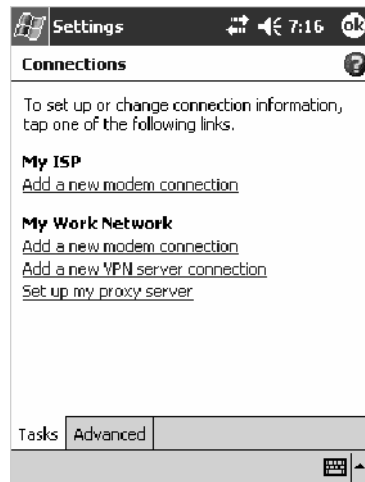 Settings 7:16 ok
Connections ?
To set up or change connection information,
tap one of the following links.
My ISP
Add a new modem connection
My Work Network
Add a new modem connection
Add a new VPN server connection
Set up my proxy server
Tasks Advanced